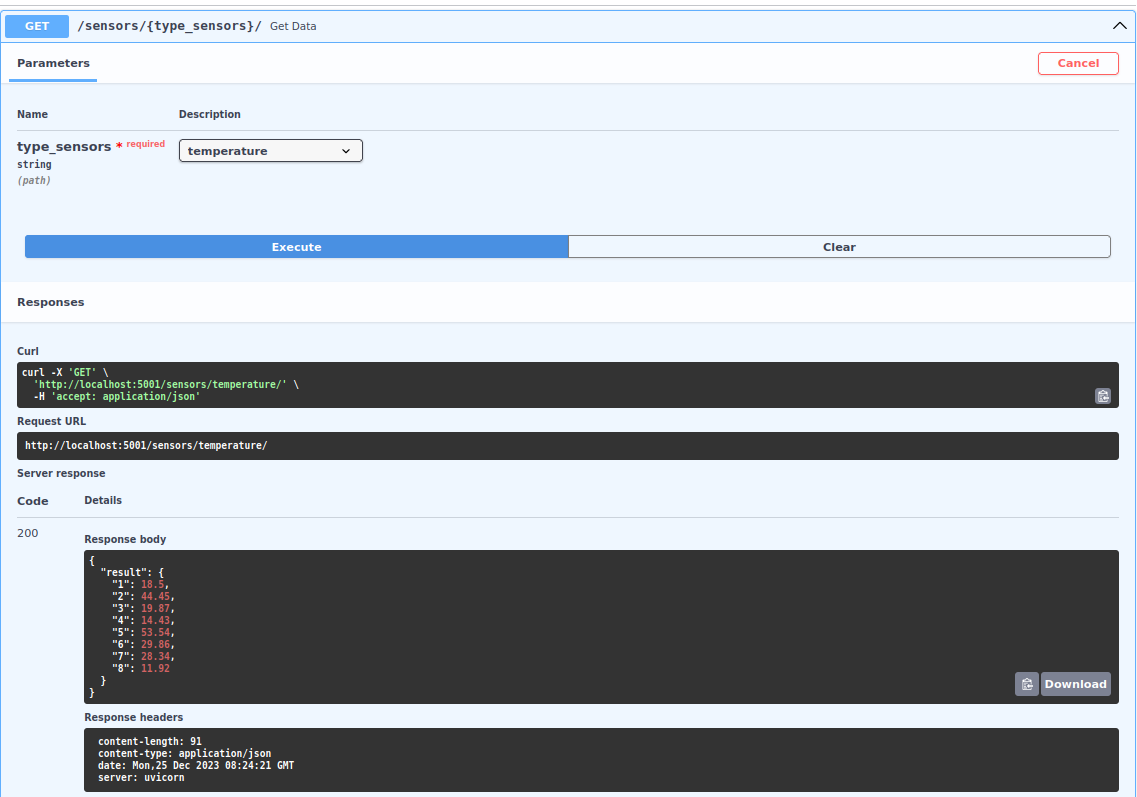 GET /sensors/{type_sensors}/ Get Data
Parameters Cancel
Name Description
type_sensors * required temperature
string
(path)
Execute Clear
Responses
Curl
curl -X 'GET' \
  'http://localhost:5001/sensors/temperature/' \
  -H 'accept: application/json'
Request URL
http://localhost:5001/sensors/temperature/
Server response
Code Details
200
Response body
{
  "result": {
    "1": 18.5,
    "2": 44.45,
    "3": 19.87,
    "4": 14.43,
    "5": 53.54,
    "6": 29.86,
    "7": 28.34,
    "8": 11.92
  }
}
Download
Response headers
content-length: 91
content-type: application/json
date: Mon,25 Dec 2023 08:24:21 GMT
server: uvicorn